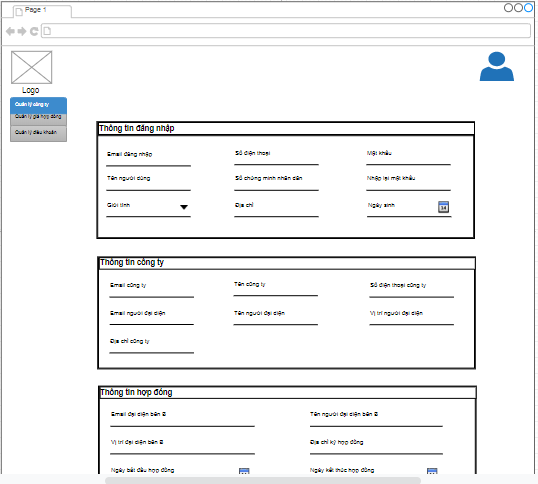 Page 1
Logo
Quản lý công ty
Quản lý giá hợp đồng
Quản lý điều khoản
Thông tin đăng nhập
Email đăng nhập
Số điện thoại
Mật khẩu
Tên người dùng
Số chứng minh nhân dân
Nhập lại mật khẩu
Giới tính
Địa chỉ
Ngày sinh
14
Thông tin công ty
Email công ty
Tên công ty
Số điện thoại công ty
Email người đại diện
Tên người đại diện
Vị trí người đại diện
Địa chỉ công ty
Thông tin hợp đồng
Email đại diện bên B
Tên người đại diện bên B
Vị trí đại diện bên B
Địa chỉ ký hợp đồng
Ngày bắt đầu hợp đồng
Ngày kết thúc hợp đồng